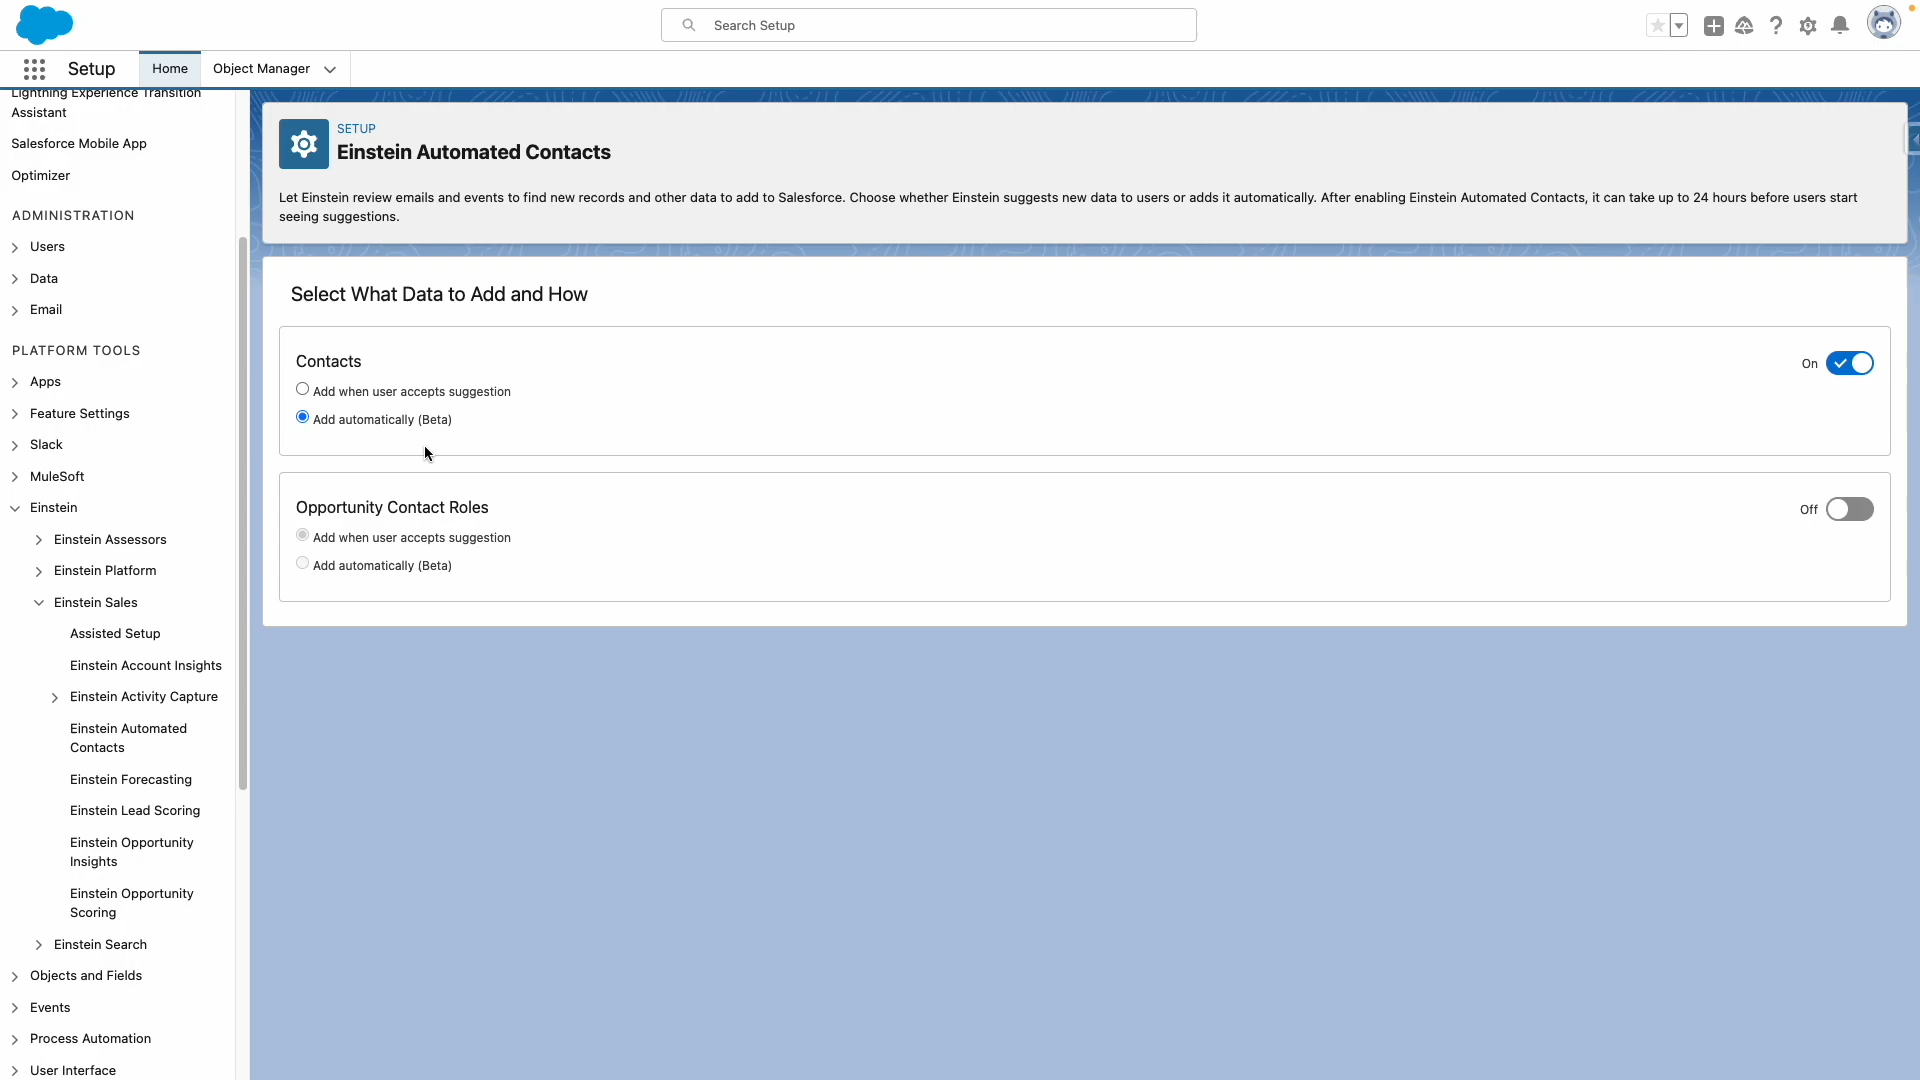 Search Setup
Setup
Home
Object Manager
Lightning Experience Transition
Assistant
Salesforce Mobile App
Optimizer
ADMINISTRATION
Users
Data
Email
PLATFORM TOOLS
Apps
Feature Settings
Slack
MuleSoft
Einstein
Einstein Assessors
Einstein Platform
Einstein Sales
Assisted Setup
Einstein Account Insights
Einstein Activity Capture
Einstein Automated
Contacts
Einstein Forecasting
Einstein Lead Scoring
Einstein Opportunity
Insights
Einstein Opportunity
Scoring
Einstein Search
Objects and Fields
Events
Process Automation
User Interface
SETUP
Einstein Automated Contacts
Let Einstein review emails and events to find new records and other data to add to Salesforce. Choose whether Einstein suggests new data to users or adds it automatically. After enabling Einstein Automated Contacts, it can take up to 24 hours before users start
seeing suggestions.
Select What Data to Add and How
Contacts
On
Add when user accepts suggestion
Add automatically (Beta)
Opportunity Contact Roles
Off
Add when user accepts suggestion
Add automatically (Beta)